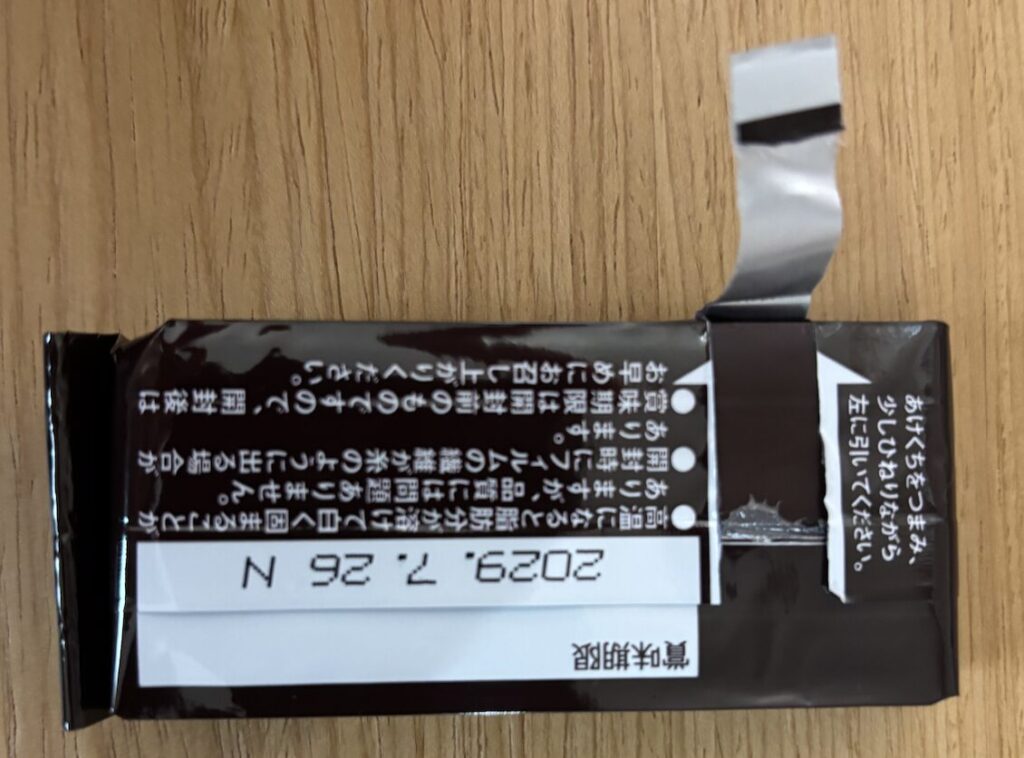 賞味期限
2029. 7. 26 N
●高温になると脂肪分が溶けて白く固まることが
ありますが、品質には問題ありません。
●開封時にフィルムの繊維が糸のように出る場合が
あります。
●賞味期限は開封前のものですので、開封後は
お早めにお召し上がりください。
あけくちをつまみ、
少しひねりながら
左に引いてください。